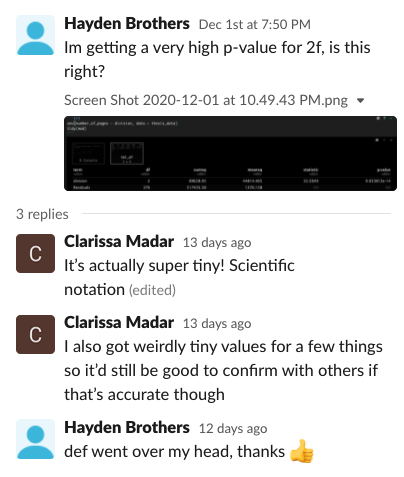 Hayden Brothers Dec 1st at 7:50 PM
Im getting a very high p-value for 2f, is this
right?
Screen Shot 2020-12-01 at 10.49.43 PM.png
3 replies
C
Clarissa Madar 13 days ago
It’s actually super tiny! Scientific
notation (edited)
C
Clarissa Madar 13 days ago
I also got weirdly tiny values for a few things
so it’d still be good to confirm with others if
that’s accurate though
Hayden Brothers 12 days ago
def went over my head, thanks 👍